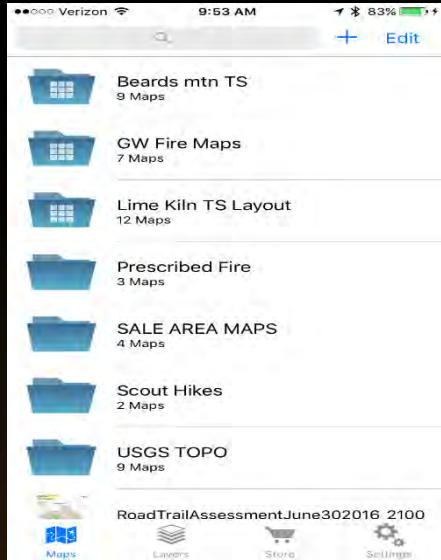 Verizon 9:53 AM 83%
Edit
Beards mtn TS
9 Maps
GW Fire Maps
7 Maps
Lime Kiln TS Layout
12 Maps
Prescribed Fire
3 Maps
SALE AREA MAPS
4 Maps
Scout Hikes
2 Maps
USGS TOPO
9 Maps
RoadTrailAssessmentJune302016_2100
Maps Layers Store Settings